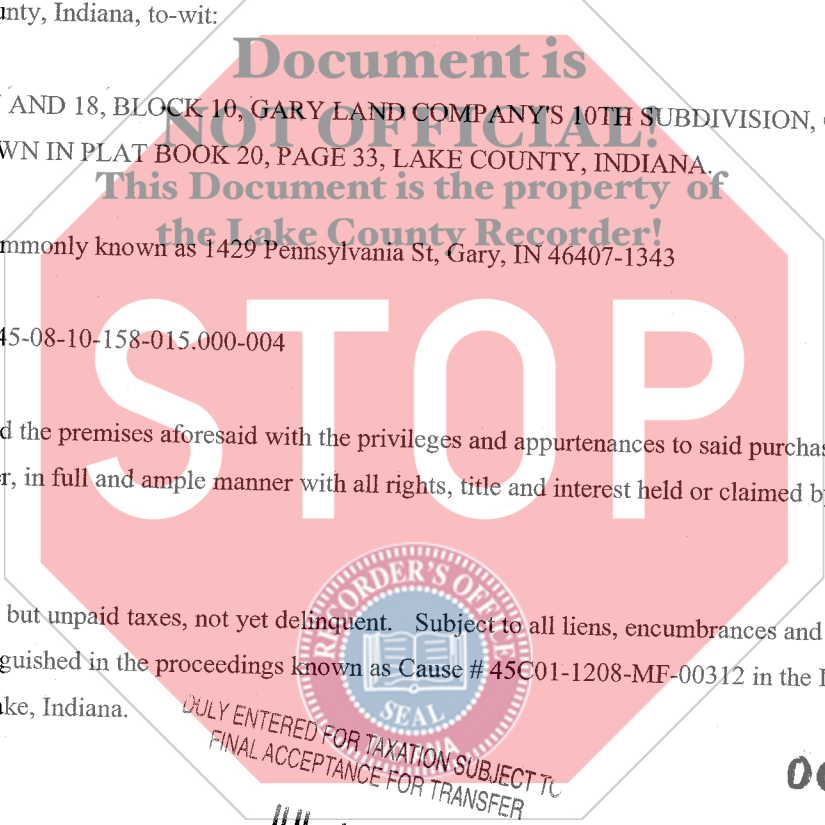 unty, Indiana, to-wit:
Document is
AND 18, BLOCK 10, GARY LAND COMPANY'S 10TH SUBDIVISION,
NOT OFFICIAL!
WN IN PLAT BOOK 20, PAGE 33, LAKE COUNTY, INDIANA.
This Document is the property of
the Lake County Recorder!
mmonly known as 1429 Pennsylvania St, Gary, IN 46407-1343
45-08-10-158-015.000-004
STOP
d the premises aforesaid with the privileges and appurtenances to said purchas
r, in full and ample manner with all rights, title and interest held or claimed by
RECORDER'S OFFICE
but unpaid taxes, not yet delinquent. Subject to all liens, encumbrances and
guished in the proceedings known as Cause # 45C01-1208-MF-00312 in the
ke, Indiana.
SEAL
DULY ENTERED FOR TAXATION SUBJECT TO
FINAL ACCEPTANCE FOR TRANSFER